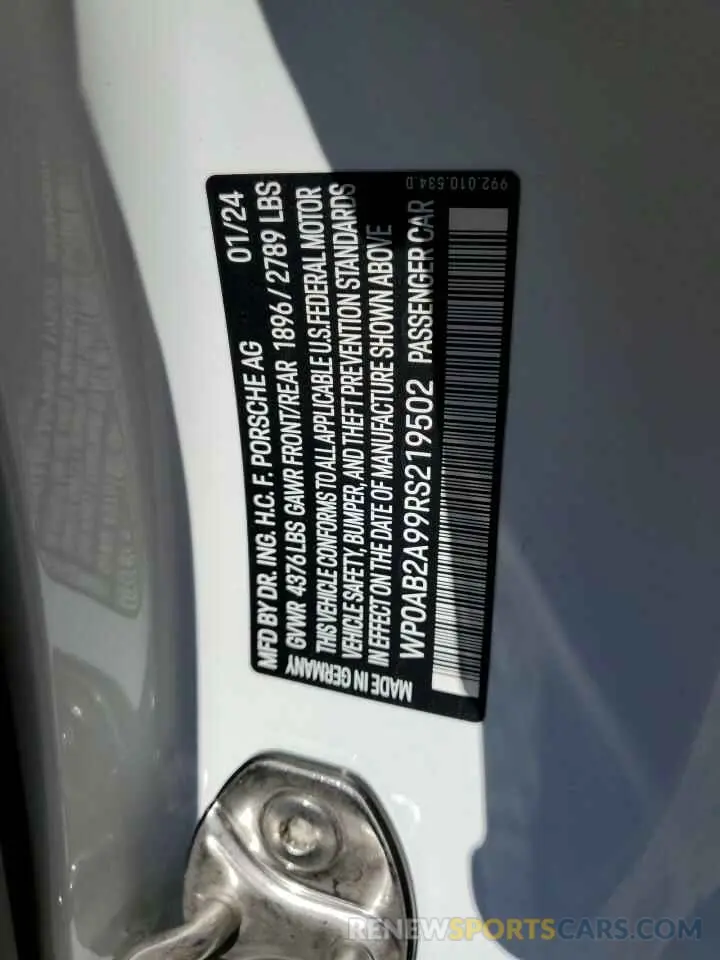 992.010.534.D
MFD BY DR. ING. H.C. F. PORSCHE AG 01/24
GVWR 4376 LBS GAWR FRONT/REAR 1896/2789 LBS
THIS VEHICLE CONFORMS TO ALL APPLICABLE U.S. FEDERAL MOTOR
VEHICLE SAFETY, BUMPER, AND THEFT PREVENTION STANDARDS
IN EFFECT ON THE DATE OF MANUFACTURE SHOWN ABOVE
WP0AB2A99RS219502 PASSENGER CAR
MADE IN GERMANY
RENEWSPORTSCARS.COM